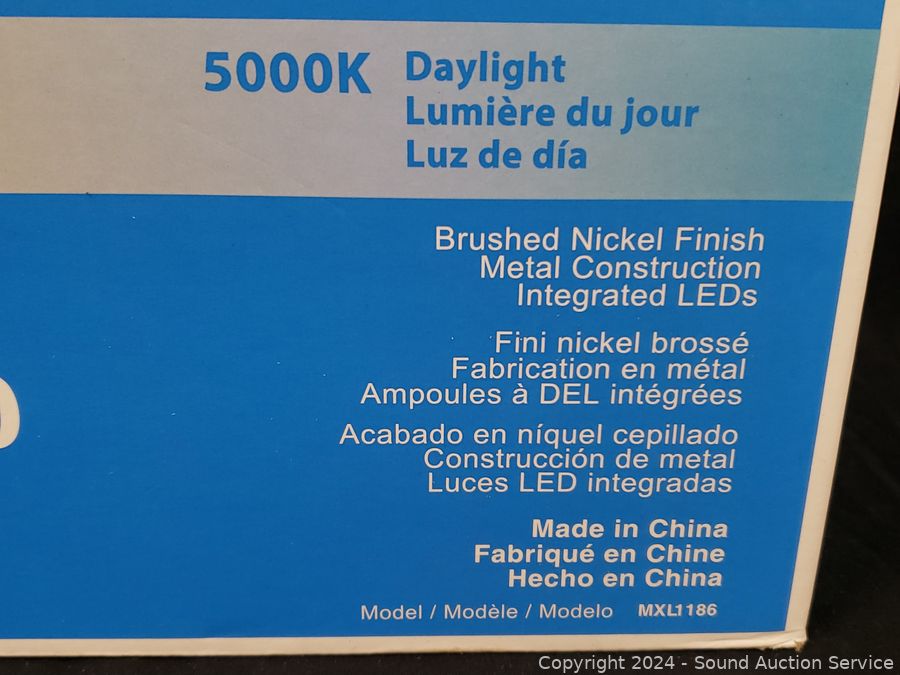 5000K
Daylight
Lumière du jour
Luz de día
Brushed Nickel Finish
Metal Construction
Integrated LEDs
Fini nickel brossé
Fabrication en métal
Ampoules à DEL intégrées
Acabado en níquel cepillado
Construcción de metal
Luces LED integradas
Made in China
Fabriqué en Chine
Hecho en China
Model / Modèle / Modelo MXL1186
Copyright 2024 - Sound Auction Service